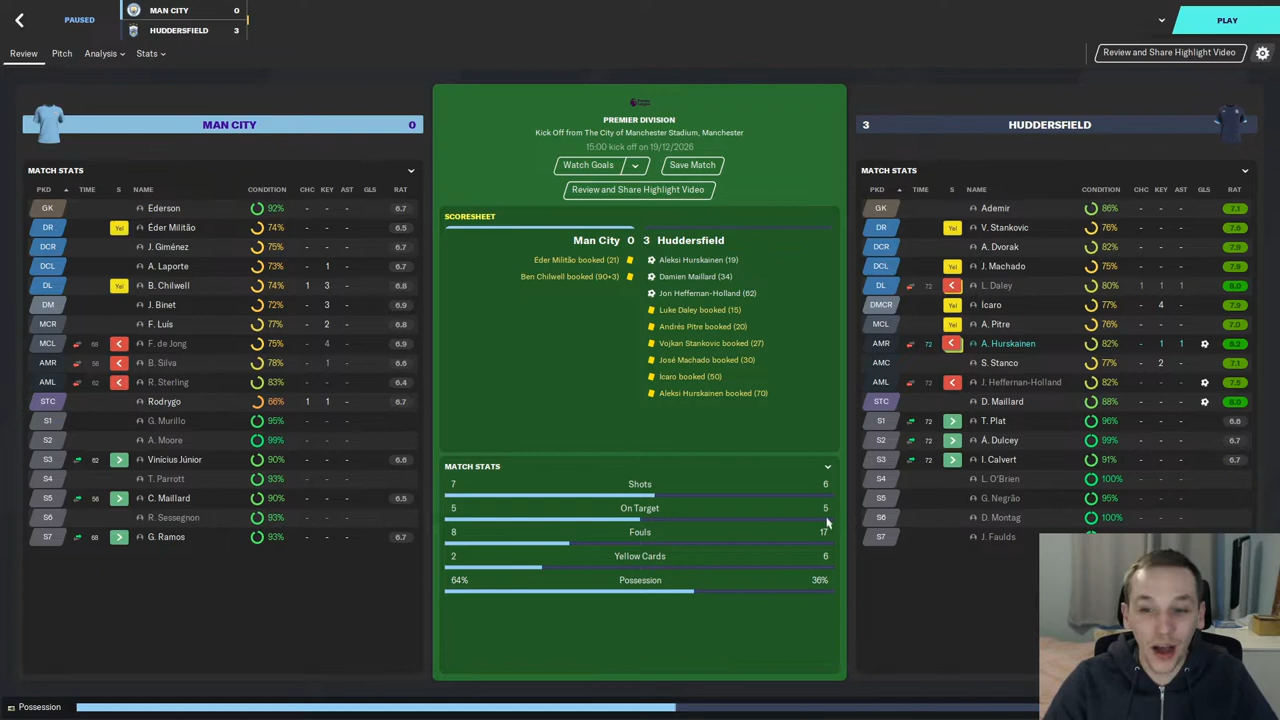 PAUSED
MAN CITY 0
HUDDERSFIELD 3
PLAY
Review Pitch Analysis Stats
Review and Share Highlight Video
MAN CITY 0
MATCH STATS
PKD TIME S NAME CONDITION CHC KEY AST GLS RAT
GK Ederson 92% - - - - 6.7
DR Yel Éder Militão 74% - - - - 6.5
DCR J. Giménez 75% - - - - 6.7
DCL A. Laporte 73% - 1 - - 6.7
DL Yel B. Chilwell 74% 1 3 - - 6.8
DM J. Binet 72% - - - - 6.9
MCR F. Luis 77% - 2 - - 6.8
MCL 68 F. de Jong 75% - 4 - - 6.9
AMR 56 B. Silva 78% - 1 - - 6.6
AML 62 R. Sterling 83% - - - - 6.4
STC Rodrygo 66% 1 1 - - 6.7
S1 G. Murillo 95% - - - -
S2 A. Moore 99% - - - -
S3 62 Vinícius Júnior 90% - - - - 6.6
S4 T. Parrott 93% - - - -
S5 56 C. Maillard 90% - - - - 6.5
S6 R. Sessegnon 93% - - - -
S7 68 G. Ramos 93% - - - - 6.7
PREMIER DIVISION
Kick Off from The City of Manchester Stadium, Manchester
15:00 kick off on 19/12/2026
Watch Goals Save Match
Review and Share Highlight Video
SCORESHEET
Man City 0 3 Huddersfield
Éder Militão booked (21) Aleksi Hurskainen (19)
Ben Chilwell booked (90+3) Damien Maillard (34)
Jon Heffernan-Holland (62)
Luke Daley booked (15)
Andrés Pitre booked (20)
Vojkan Stankovic booked (27)
José Machado booked (30)
Ícaro booked (50)
Aleksi Hurskainen booked (70)
MATCH STATS
7 Shots 6
5 On Target 5
8 Fouls 17
2 Yellow Cards 6
64% Possession 36%
3 HUDDERSFIELD
MATCH STATS
PKD TIME S NAME CONDITION CHC KEY AST GLS RAT
GK Ademir 86% - - - - 7.1
DR Yel V. Stankovic 76% - - - - 7.6
DCR A. Dvorak 82% - - - - 7.9
DCL Yel J. Machado 75% - - - - 7.9
DL 72 L. Daley 80% 1 1 1 - 8.0
DMCR Yel Ícaro 77% - 4 - - 7.9
MCL Yel A. Pitre 76% - - - - 7.0
AMR 72 A. Hurskainen 82% - 1 1 8.2
AMC S. Stanco 77% - 2 - - 7.1
AML 72 J. Heffernan-Holland 82% - - - 7.5
STC D. Maillard 88% - - - 8.0
S1 72 T. Plat 96% - - - - 6.6
S2 72 Á. Dulcey 99% - - - - 6.7
S3 72 I. Calvert 91% - - - - 6.7
S4 L. O'Brien 100% - - - -
S5 G. Negrão 95% - - - -
S6 D. Montag 100% - - - -
S7 J. Faulds
Possession